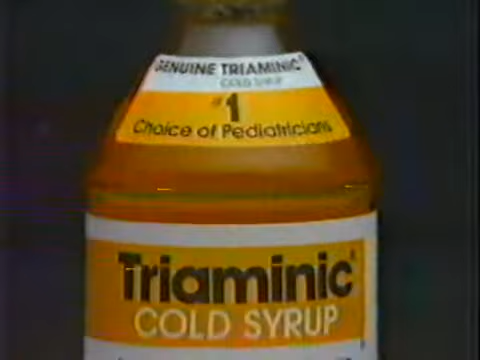 GENUINE TRIAMINIC®
COLD SYRUP
#1
Choice of Pediatricians
Triaminic®
COLD SYRUP